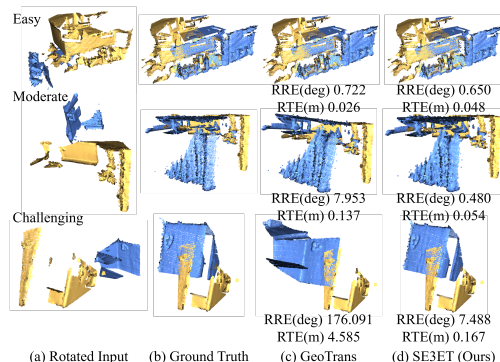 Easy
RRE(deg) 0.722 RRE(deg) 0.650
RTE(m) 0.026 RTE(m) 0.048
Moderate
RRE(deg) 7.953 RRE(deg) 0.480
RTE(m) 0.137 RTE(m) 0.054
Challenging
RRE(deg) 176.091 RRE(deg) 7.488
RTE(m) 4.585 RTE(m) 0.167
(a) Rotated Input (b) Ground Truth (c) GeoTrans (d) SE3ET (Ours)